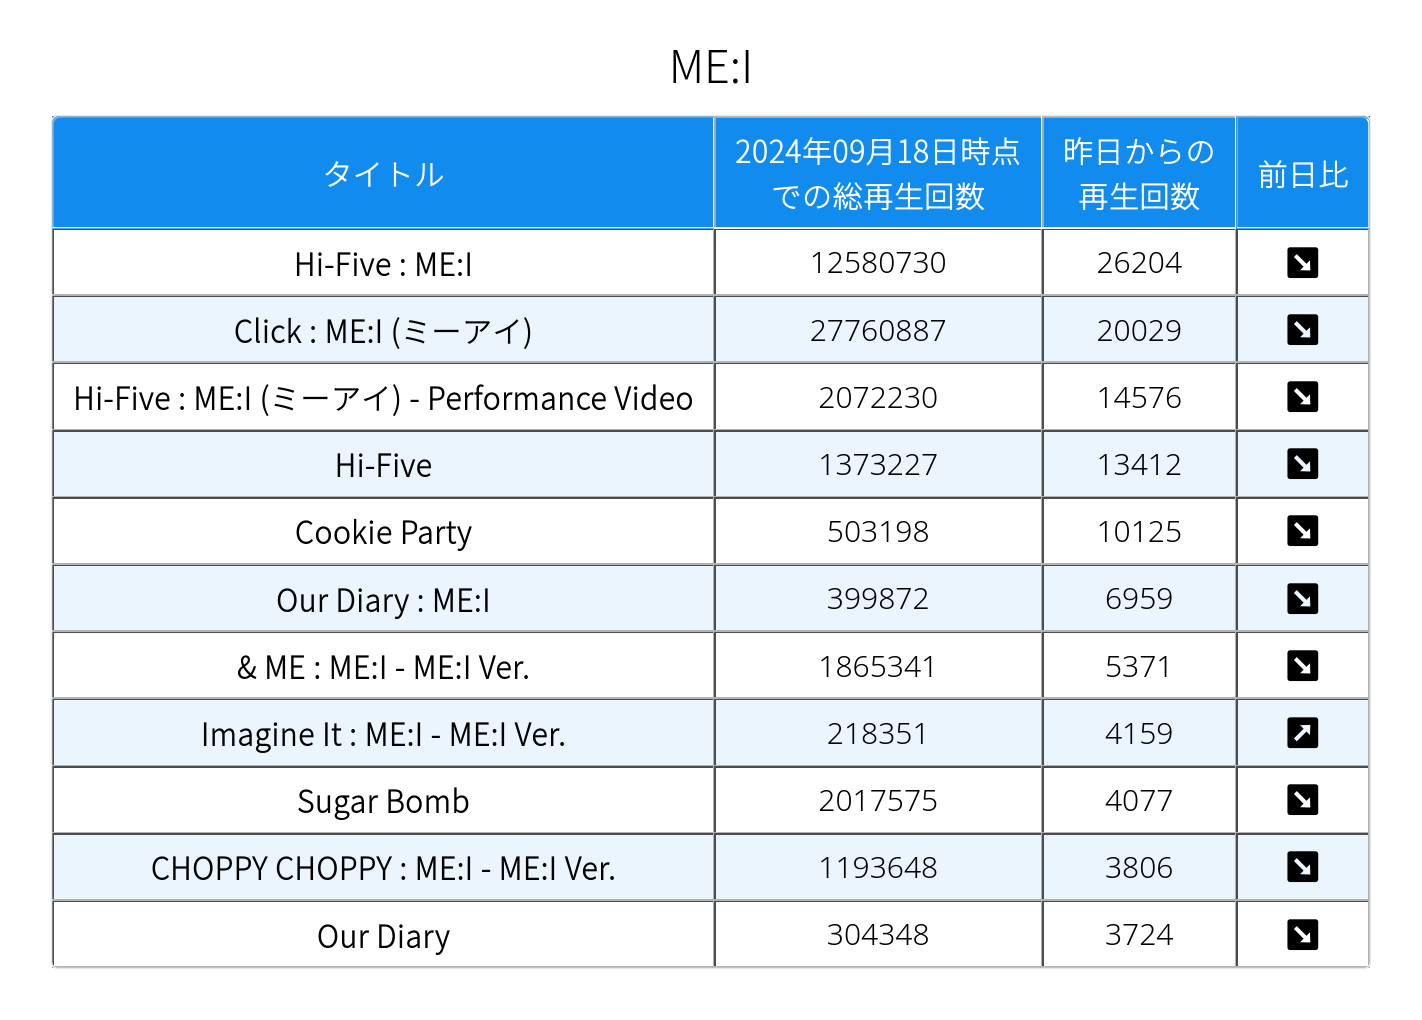 ME:I
タイトル
2024年09月18日時点
での総再生回数
昨日からの
再生回数
前日比
Hi-Five : ME:I 12580730 26204
Click : ME:I (ミーアイ) 27760887 20029
Hi-Five : ME:I (ミーアイ) - Performance Video 2072230 14576
Hi-Five 1373227 13412
Cookie Party 503198 10125
Our Diary : ME:I 399872 6959
& ME : ME:I - ME:I Ver. 1865341 5371
Imagine It : ME:I - ME:I Ver. 218351 4159
Sugar Bomb 2017575 4077
CHOPPY CHOPPY : ME:I - ME:I Ver. 1193648 3806
Our Diary 304348 3724